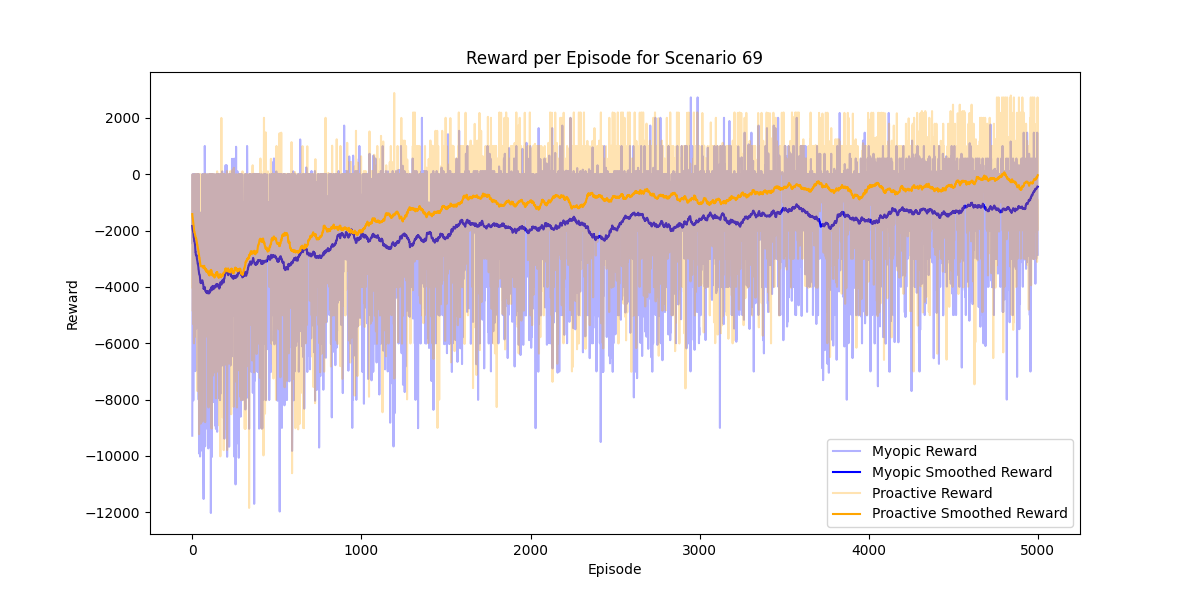 Reward per Episode for Scenario 69
2000
0
−2000
−4000
−6000
−8000
−10000
−12000
Reward
0 1000 2000 3000 4000 5000
Episode
Myopic Reward
Myopic Smoothed Reward
Proactive Reward
Proactive Smoothed Reward